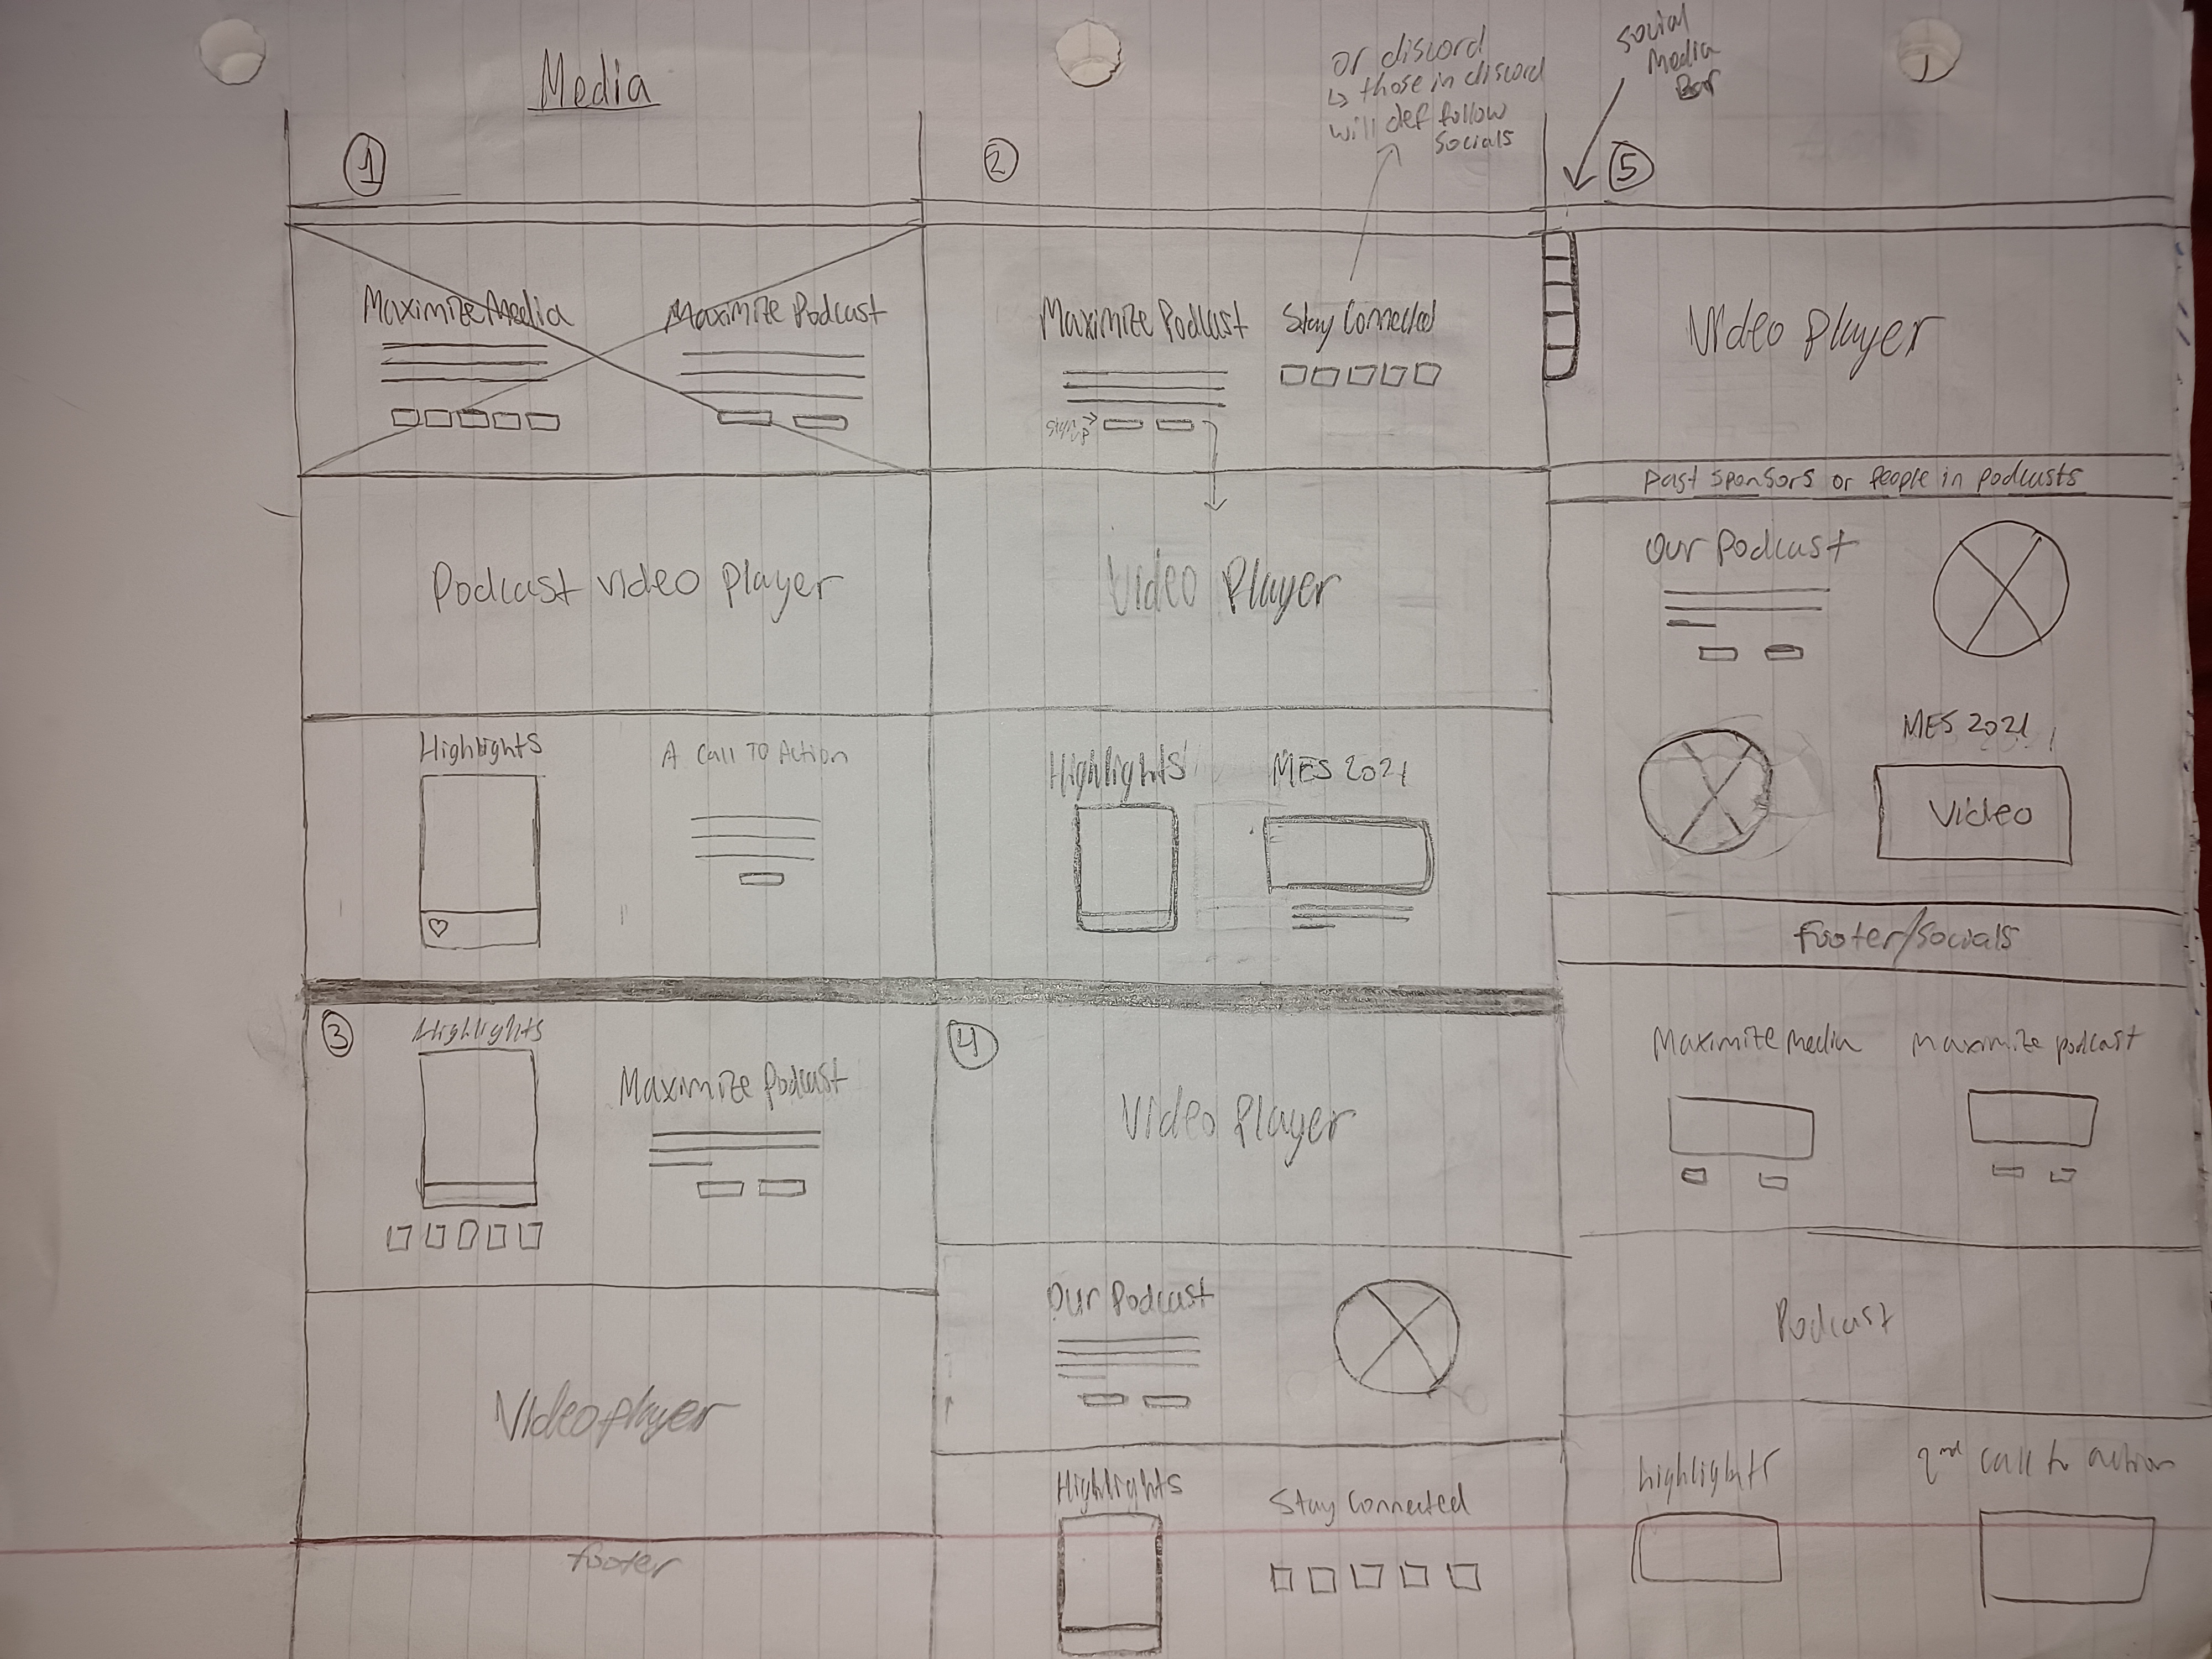 Media
1
Maximize Media
Maximize Podcast
Podcast video player
Highlights
A Call To Action
2
or discord
↳ those in discord
will def follow
socials
Maximize Podcast
Stay Connected
sign
up
Video Player
Highlights
MES 2021
3
Highlights
Maximize Podcast
Video player
footer
4
Video Player
Our Podcast
Highlights
Stay Connected
Social
Media
Bar
5
Video Player
Past sponsors or people in podcasts
Our Podcast
MES 2021
Video
footer/socials
Maximize Media
Maximize podcast
Podcast
highlights
2nd call to action